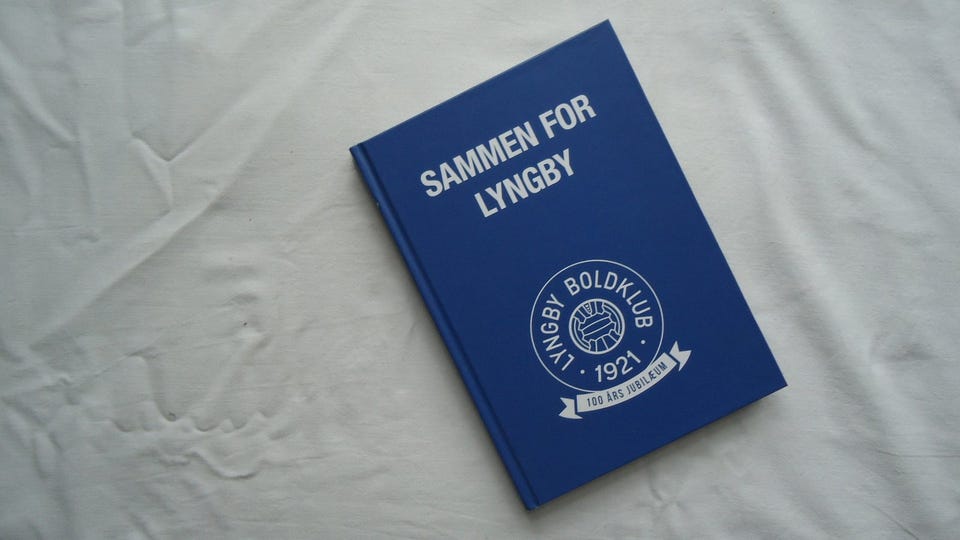 SAMMEN FOR
LYNGBY
LYNGBY BOLDKLUB
· 1921 ·
100 ÅRS JUBILÆUM